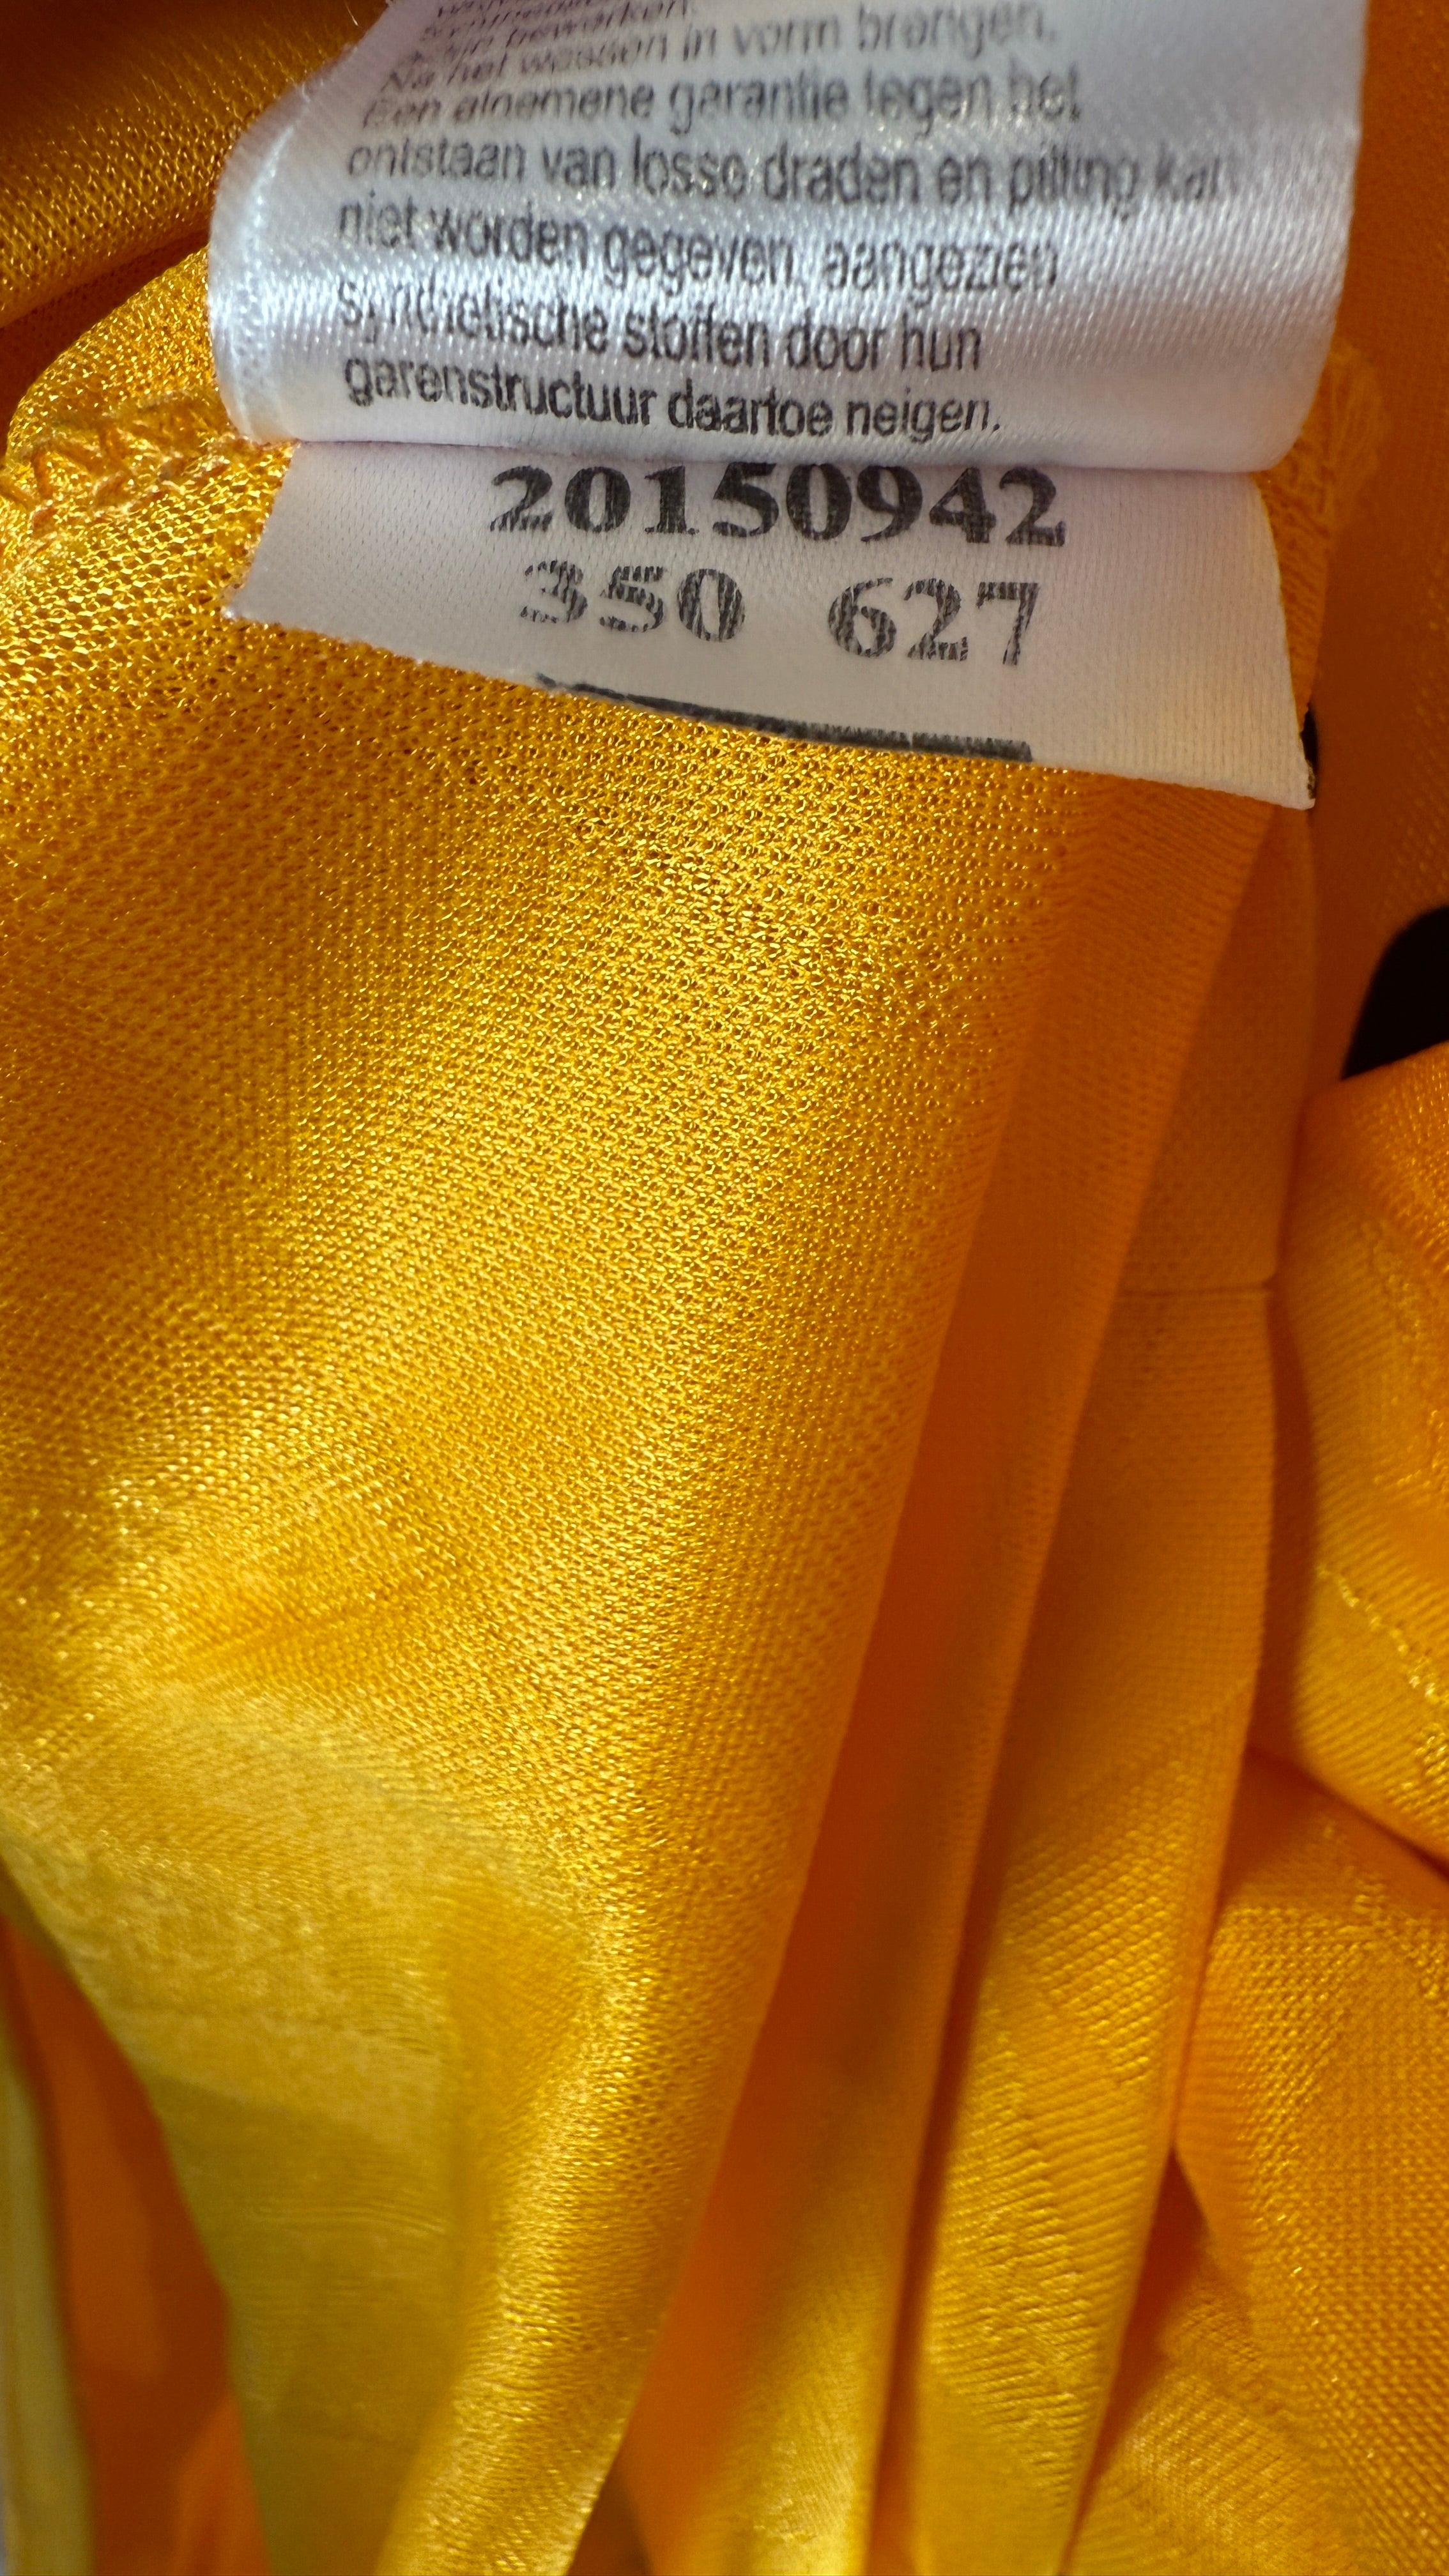 bewerken.
Na het wassen in vorm brengen.
Een algemene garantie tegen het
ontstaan van losse draden en pilling kan
niet worden gegeven, aangezien
synthetische stoffen door hun
garenstructuur daartoe neigen.
20150942
350 627